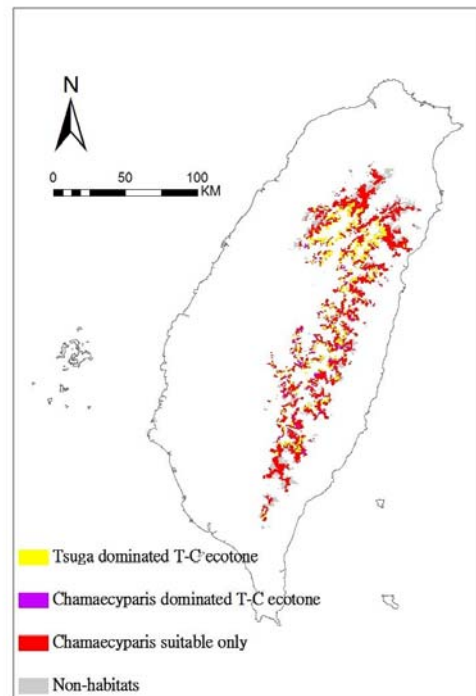 N
0 50 100
KM
Tsuga dominated T-C ecotone
Chamaecyparis dominated T-C ecotone
Chamaecyparis suitable only
Non-habitats